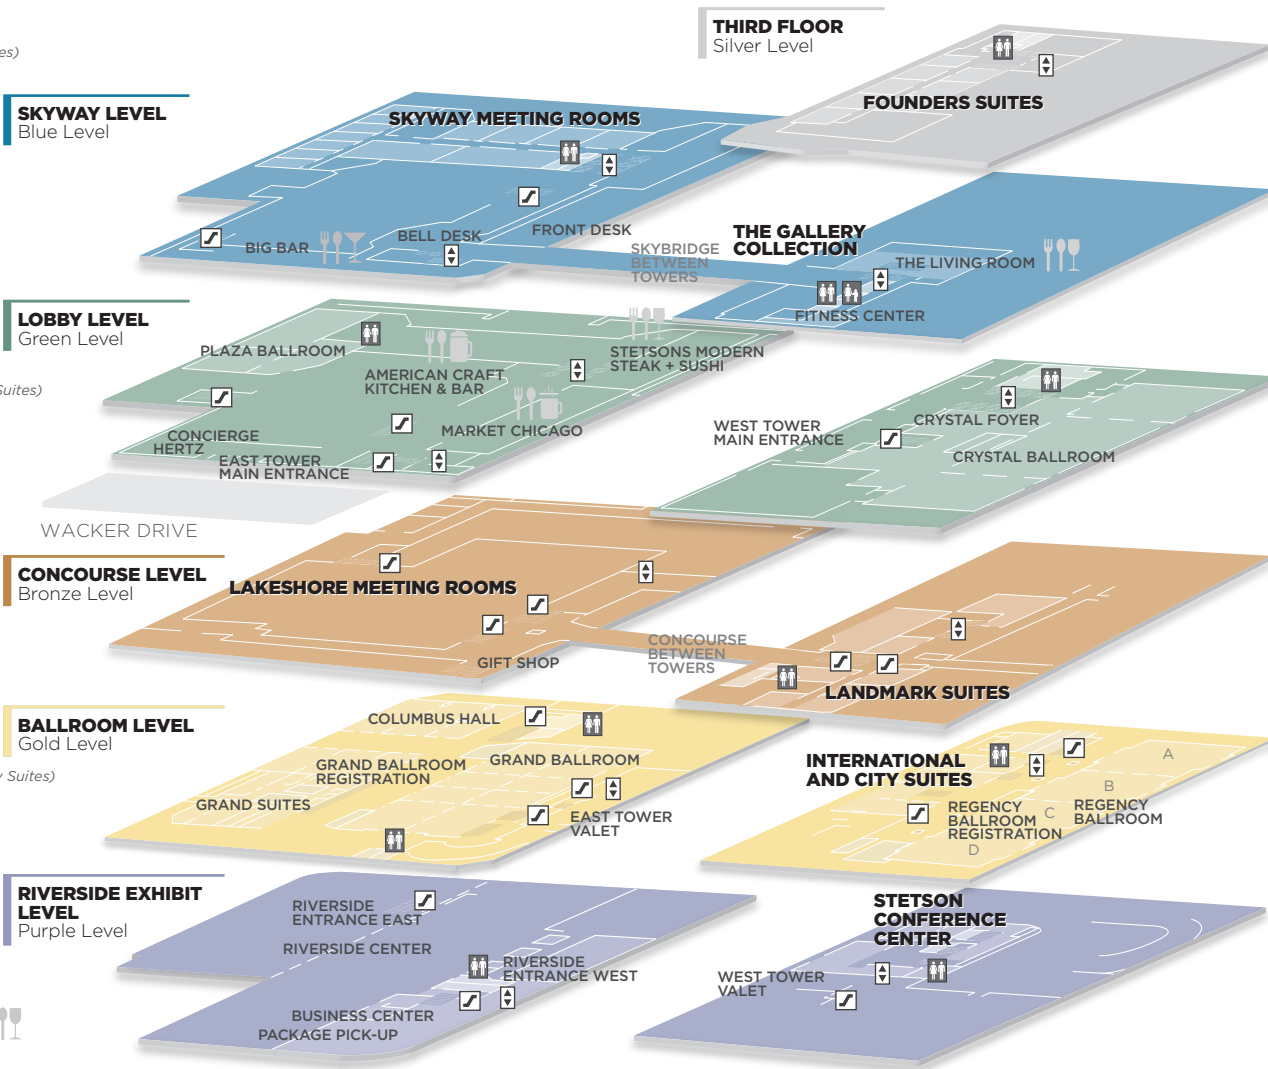 THIRD FLOOR
Silver Level
es)
FOUNDERS SUITES
SKYWAY LEVEL
Blue Level
SKYWAY MEETING ROOMS
BIG BAR
BELL DESK
FRONT DESK
SKYBRIDGE
BETWEEN
TOWERS
THE GALLERY
COLLECTION
THE LIVING ROOM
FITNESS CENTER
LOBBY LEVEL
Green Level
PLAZA BALLROOM
AMERICAN CRAFT
KITCHEN & BAR
STETSONS MODERN
STEAK + SUSHI
Suites)
MARKET CHICAGO
CONCIERGE
HERTZ
EAST TOWER
MAIN ENTRANCE
WEST TOWER
MAIN ENTRANCE
CRYSTAL FOYER
CRYSTAL BALLROOM
WACKER DRIVE
CONCOURSE LEVEL
Bronze Level
LAKESHORE MEETING ROOMS
GIFT SHOP
CONCOURSE
BETWEEN
TOWERS
LANDMARK SUITES
BALLROOM LEVEL
Gold Level
COLUMBUS HALL
GRAND BALLROOM
REGISTRATION
GRAND BALLROOM
y Suites)
GRAND SUITES
EAST TOWER
VALET
INTERNATIONAL
AND CITY SUITES
A
B
C
D
REGENCY
BALLROOM
REGISTRATION
REGENCY
BALLROOM
RIVERSIDE EXHIBIT
LEVEL
Purple Level
RIVERSIDE
ENTRANCE EAST
RIVERSIDE CENTER
RIVERSIDE
ENTRANCE WEST
BUSINESS CENTER
PACKAGE PICK-UP
STETSON
CONFERENCE
CENTER
WEST TOWER
VALET